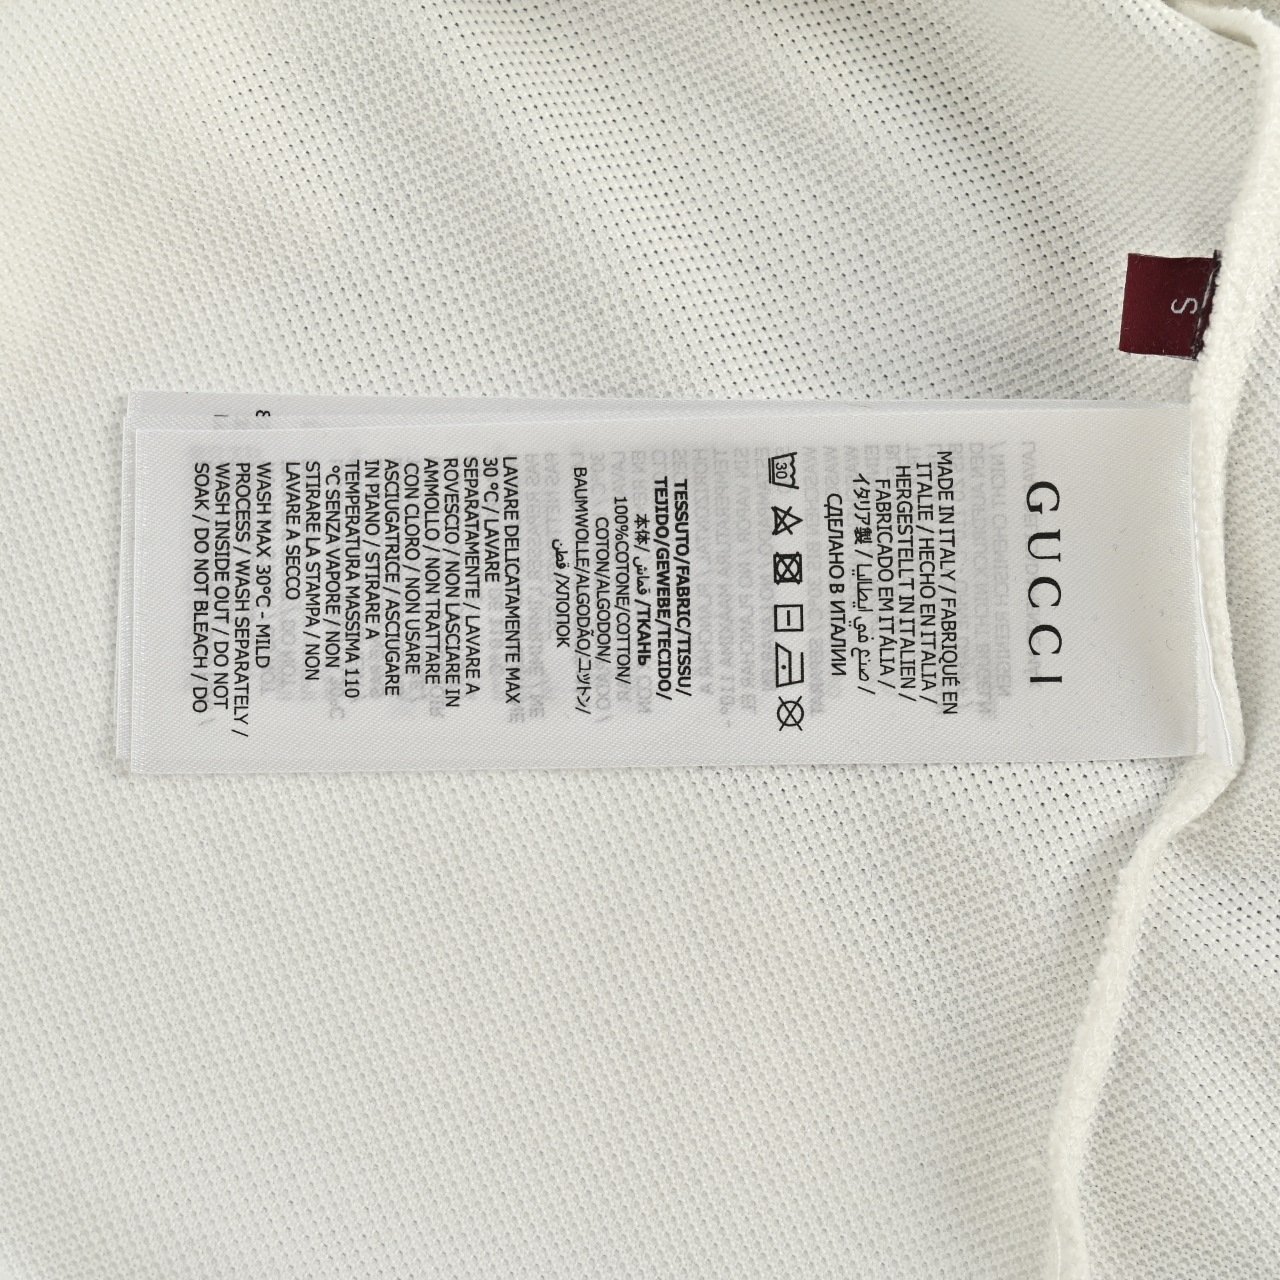 S
GUCCI
MADE IN ITALY / FABRIQUÉ EN
ITALIE / HECHO EN ITALIA /
HERGESTELLT IN ITALIEN /
FABRICADO EM ITÁLIA /
イタリア製 / صنع في ايطاليا /
СДЕЛАНО В ИТАЛИИ
30
TESSUTO/FABRIC/TISSU/
TEJIDO/GEWEBE/TECIDO/
本体/ قماش /ТКАНЬ
100%COTONE/COTTON/
COTON/ALGODON/
BAUMWOLLE/ALGODÃO/コットン/
قطن /ХЛОПОК
LAVARE DELICATAMENTE MAX
30 °C / LAVARE
SEPARATAMENTE / LAVARE A
ROVESCIO / NON LASCIARE IN
AMMOLLO / NON TRATTARE
CON CLORO / NON USARE
ASCIUGATRICE / ASCIUGARE
IN PIANO / STIRARE A
TEMPERATURA MASSIMA 110
°C SENZA VAPORE / NON
STIRARE LA STAMPA / NON
LAVARE A SECCO
WASH MAX 30°C - MILD
PROCESS / WASH SEPARATELY /
WASH INSIDE OUT / DO NOT
SOAK / DO NOT BLEACH / DO